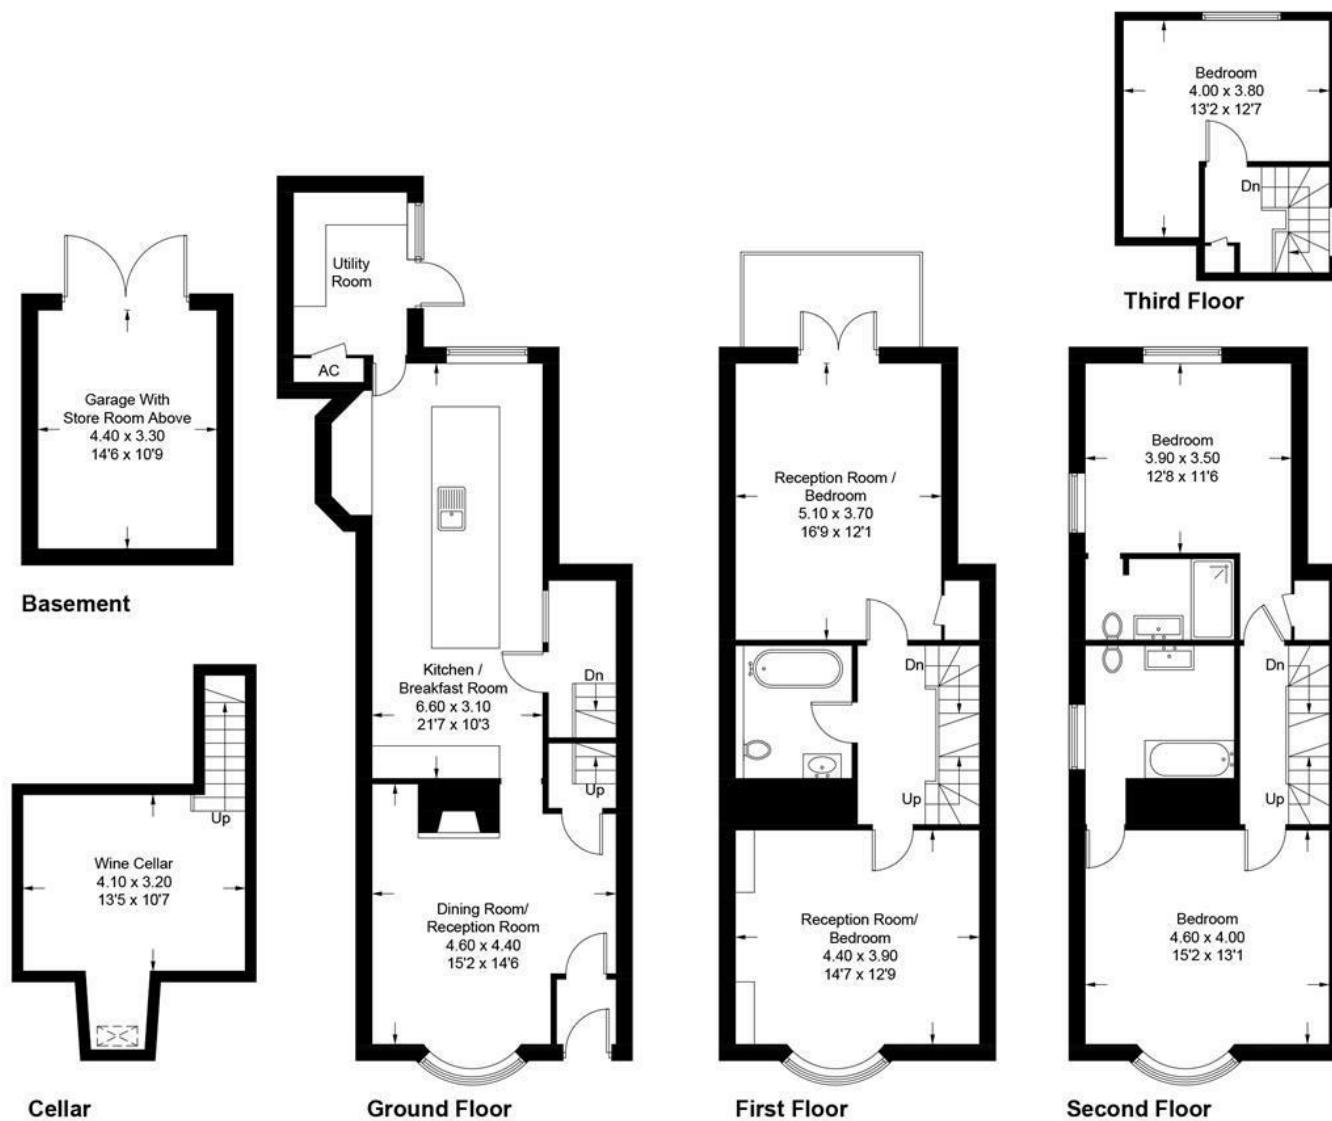 Bedroom
4.00 x 3.80
13'2 x 12'7
Dn
Third Floor
Garage With
Store Room Above
4.40 x 3.30
14'6 x 10'9
Basement
Up
Wine Cellar
4.10 x 3.20
13'5 x 10'7
Cellar
Utility
Room
AC
Kitchen /
Breakfast Room
6.60 x 3.10
21'7 x 10'3
Dn
Up
Dining Room/
Reception Room
4.60 x 4.40
15'2 x 14'6
Ground Floor
Reception Room /
Bedroom
5.10 x 3.70
16'9 x 12'1
Dn
Up
Reception Room/
Bedroom
4.40 x 3.90
14'7 x 12'9
First Floor
Bedroom
3.90 x 3.50
12'8 x 11'6
Dn
Up
Bedroom
4.60 x 4.00
15'2 x 13'1
Second Floor